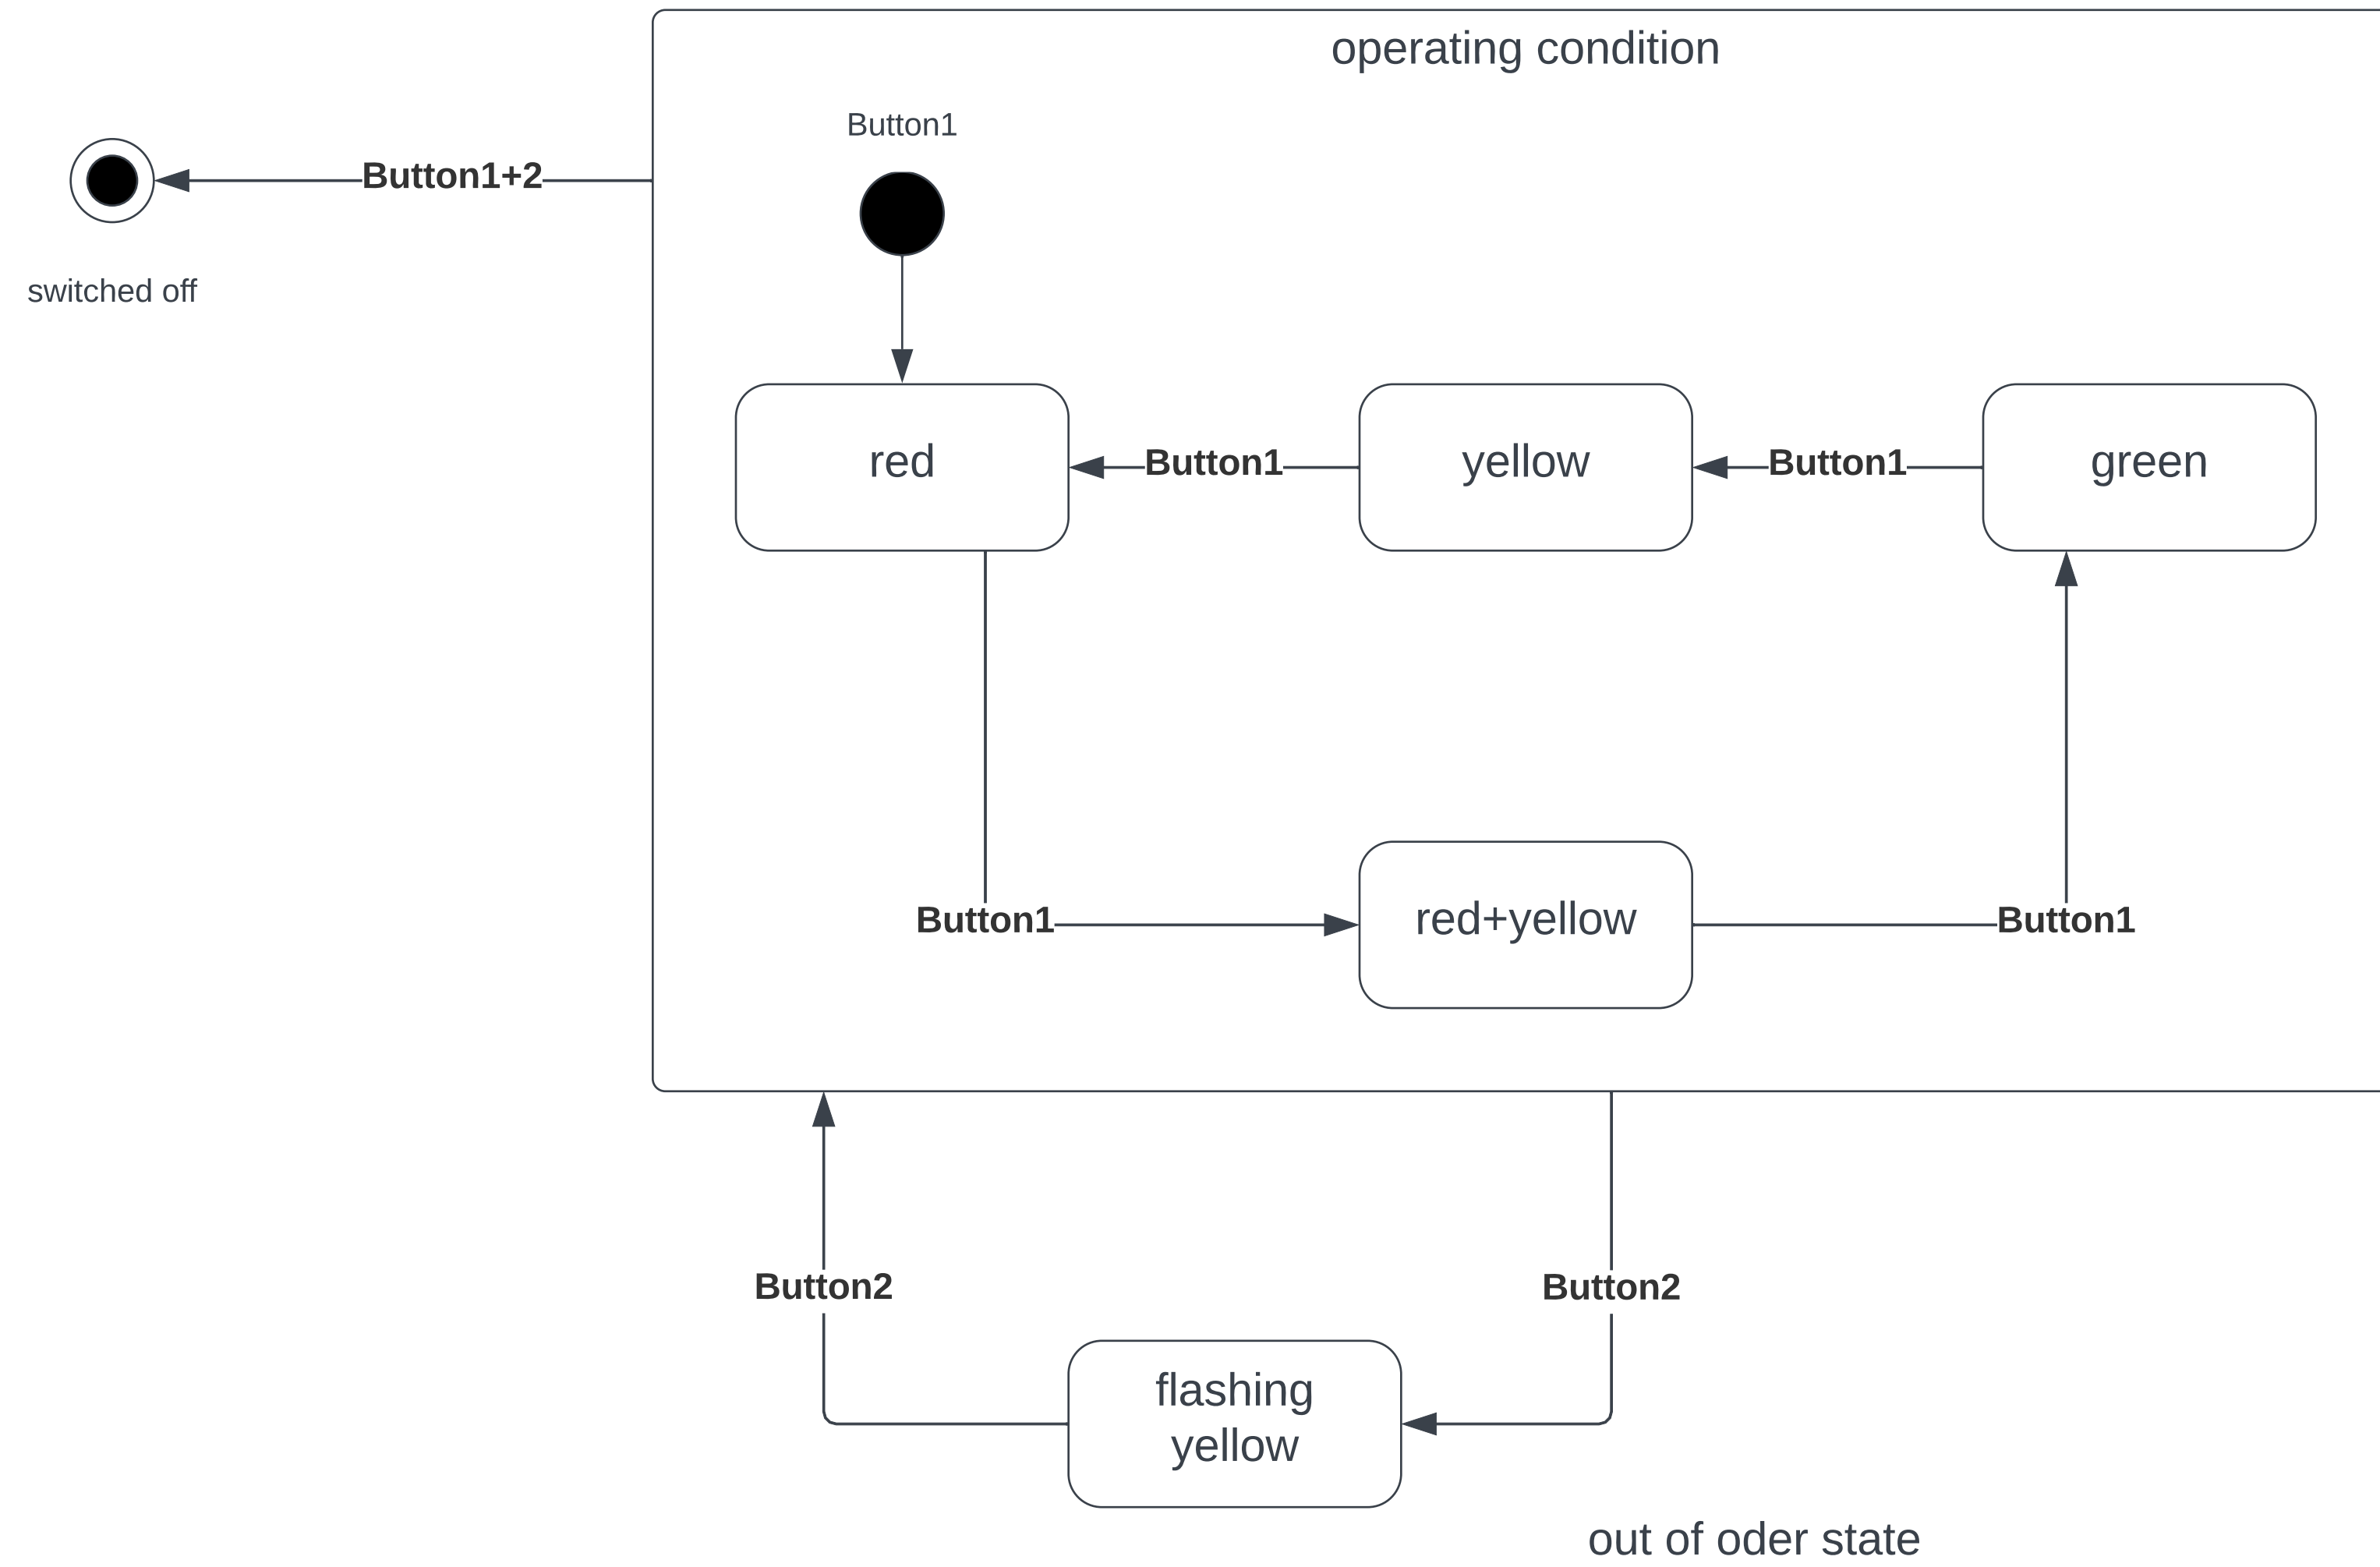 operating condition
Button1
Button1+2
switched off
red
Button1
yellow
Button1
green
Button1
red+yellow
Button1
Button2
Button2
flashing
yellow
out of oder state